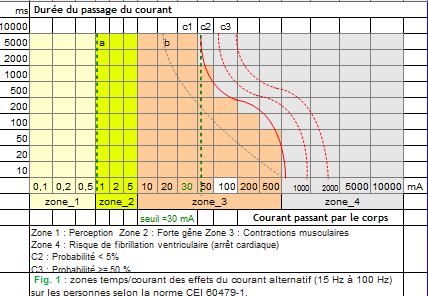 ms Durée du passage du courant
10000 c1 c2 c3
5000 a b
2000
1000
500
200
100
50
20
10
0,1 0,2 0,5 1 2 5 10 20 30 50 100 200 500 1000 2000 5000 10000 mA
zone_1 zone_2 zone_3 zone_4
seuil =30 mA Courant passant par le corps
Zone 1 : Perception Zone 2 : Forte gêne Zone 3 : Contractions musculaires
Zone 4 : Risque de fibrillation ventriculaire (arrêt cardiaque)
C2 : Probabilité < 5%
C3 : Probabilité >= 50 %
Fig. 1 : zones temps/courant des effets du courant alternatif (15 Hz à 100 Hz)
sur les personnes selon la norme CEI 60479-1.